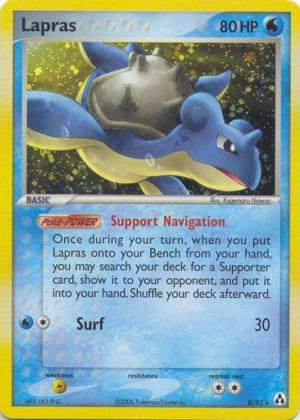 Lapras 80 HP
Illus. Kagemaru Himeno
BASIC
Poké-POWER Support Navigation
Once during your turn, when you put
Lapras onto your Bench from your hand,
you may search your deck for a Supporter
card, show it to your opponent, and put
it into your hand. Shuffle your deck afterward.
Surf 30
weakness resistance retreat cost
©2006 Pokémon/Nintendo 8/92